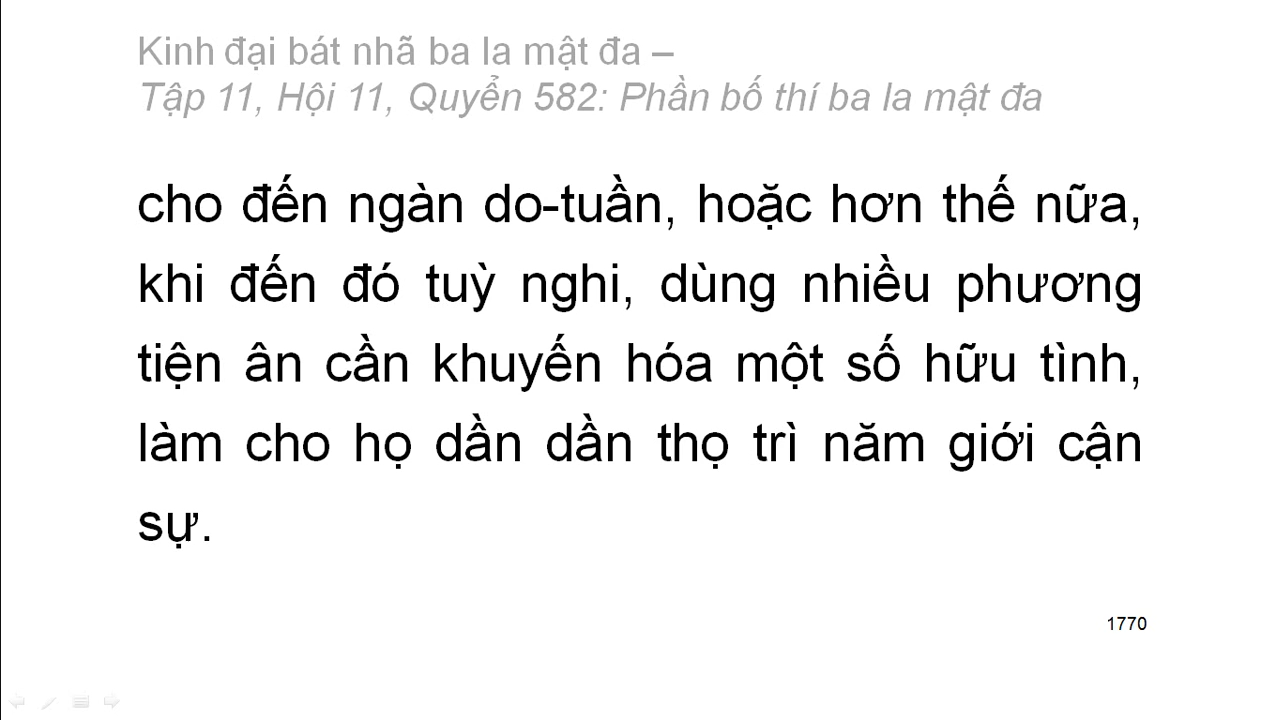 Kinh đại bát nhã ba la mật đa –
Tập 11, Hội 11, Quyển 582: Phần bố thí ba la mật đa
cho đến ngàn do-tuần, hoặc hơn thế nữa,
khi đến đó tuỳ nghi, dùng nhiều phương
tiện ân cần khuyến hóa một số hữu tình,
làm cho họ dần dần thọ trì năm giới cận
sự.
1770